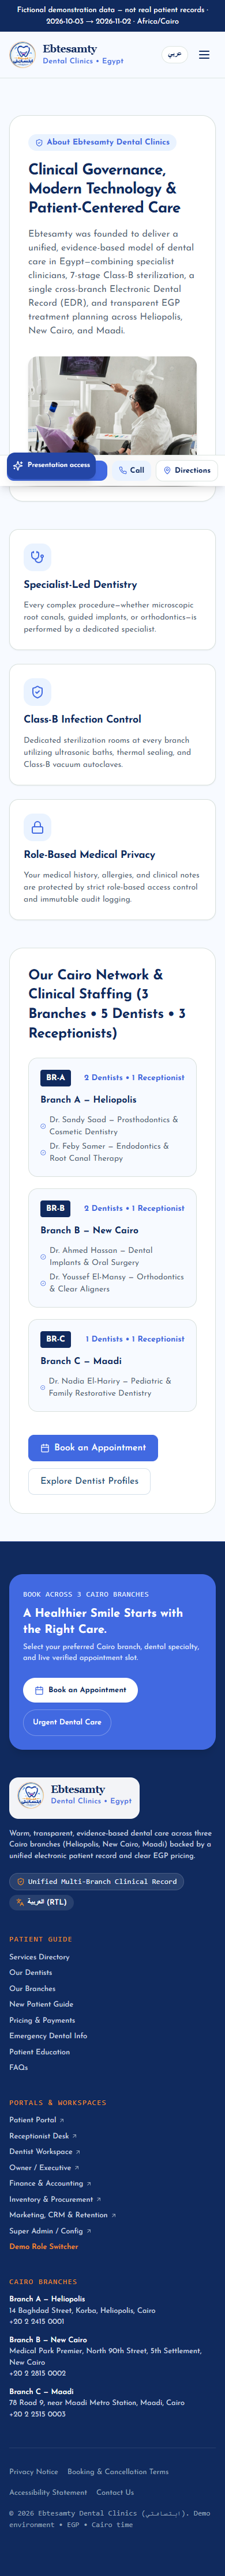 Fictional demonstration data — not real patient records ·
2026-10-03 → 2026-11-02 · Africa/Cairo
Ebtesamty
Dental Clinics • Egypt
عربي
About Ebtesamty Dental Clinics
Clinical Governance,
Modern Technology &
Patient-Centered Care
Ebtesamty was founded to deliver a
unified, evidence-based model of dental
care in Egypt—combining specialist
clinicians, 7-stage Class-B sterilization, a
single cross-branch Electronic Dental
Record (EDR), and transparent EGP
treatment planning across Heliopolis,
New Cairo, and Maadi.
Presentation access
Call
Directions
Specialist-Led Dentistry
Every complex procedure—whether microscopic
root canals, guided implants, or orthodontics—is
performed by a dedicated specialist.
Class-B Infection Control
Dedicated sterilization rooms at every branch
utilizing ultrasonic baths, thermal sealing, and
Class-B vacuum autoclaves.
Role-Based Medical Privacy
Your medical history, allergies, and clinical notes
are protected by strict role-based access control
and immutable audit logging.
Our Cairo Network &
Clinical Staffing (3
Branches • 5 Dentists • 3
Receptionists)
BR-A
2 Dentists • 1 Receptionist
Branch A — Heliopolis
Dr. Sandy Saad — Prosthodontics &
Cosmetic Dentistry
Dr. Feby Samer — Endodontics &
Root Canal Therapy
BR-B
2 Dentists • 1 Receptionist
Branch B — New Cairo
Dr. Ahmed Hassan — Dental
Implants & Oral Surgery
Dr. Youssef El-Mansy — Orthodontics
& Clear Aligners
BR-C
1 Dentists • 1 Receptionist
Branch C — Maadi
Dr. Nadia El-Hariry — Pediatric &
Family Restorative Dentistry
Book an Appointment
Explore Dentist Profiles
BOOK ACROSS 3 CAIRO BRANCHES
A Healthier Smile Starts with
the Right Care.
Select your preferred Cairo branch, dental specialty,
and live verified appointment slot.
Book an Appointment
Urgent Dental Care
Ebtesamty
Dental Clinics • Egypt
Warm, transparent, evidence-based dental care across three
Cairo branches (Heliopolis, New Cairo, Maadi) backed by a
unified electronic patient record and clear EGP pricing.
Unified Multi-Branch Clinical Record
العربية (RTL)
PATIENT GUIDE
Services Directory
Our Dentists
Our Branches
New Patient Guide
Pricing & Payments
Emergency Dental Info
Patient Education
FAQs
PORTALS & WORKSPACES
Patient Portal
Receptionist Desk
Dentist Workspace
Owner / Executive
Finance & Accounting
Inventory & Procurement
Marketing, CRM & Retention
Super Admin / Config
Demo Role Switcher
CAIRO BRANCHES
Branch A — Heliopolis
14 Baghdad Street, Korba, Heliopolis, Cairo
+20 2 2415 0001
Branch B — New Cairo
Medical Park Premier, North 90th Street, 5th Settlement,
New Cairo
+20 2 2815 0002
Branch C — Maadi
78 Road 9, near Maadi Metro Station, Maadi, Cairo
+20 2 2515 0003
Privacy Notice
Booking & Cancellation Terms
Accessibility Statement
Contact Us
© 2026 Ebtesamty Dental Clinics (ابتسامتي). Demo
environment • EGP • Cairo time